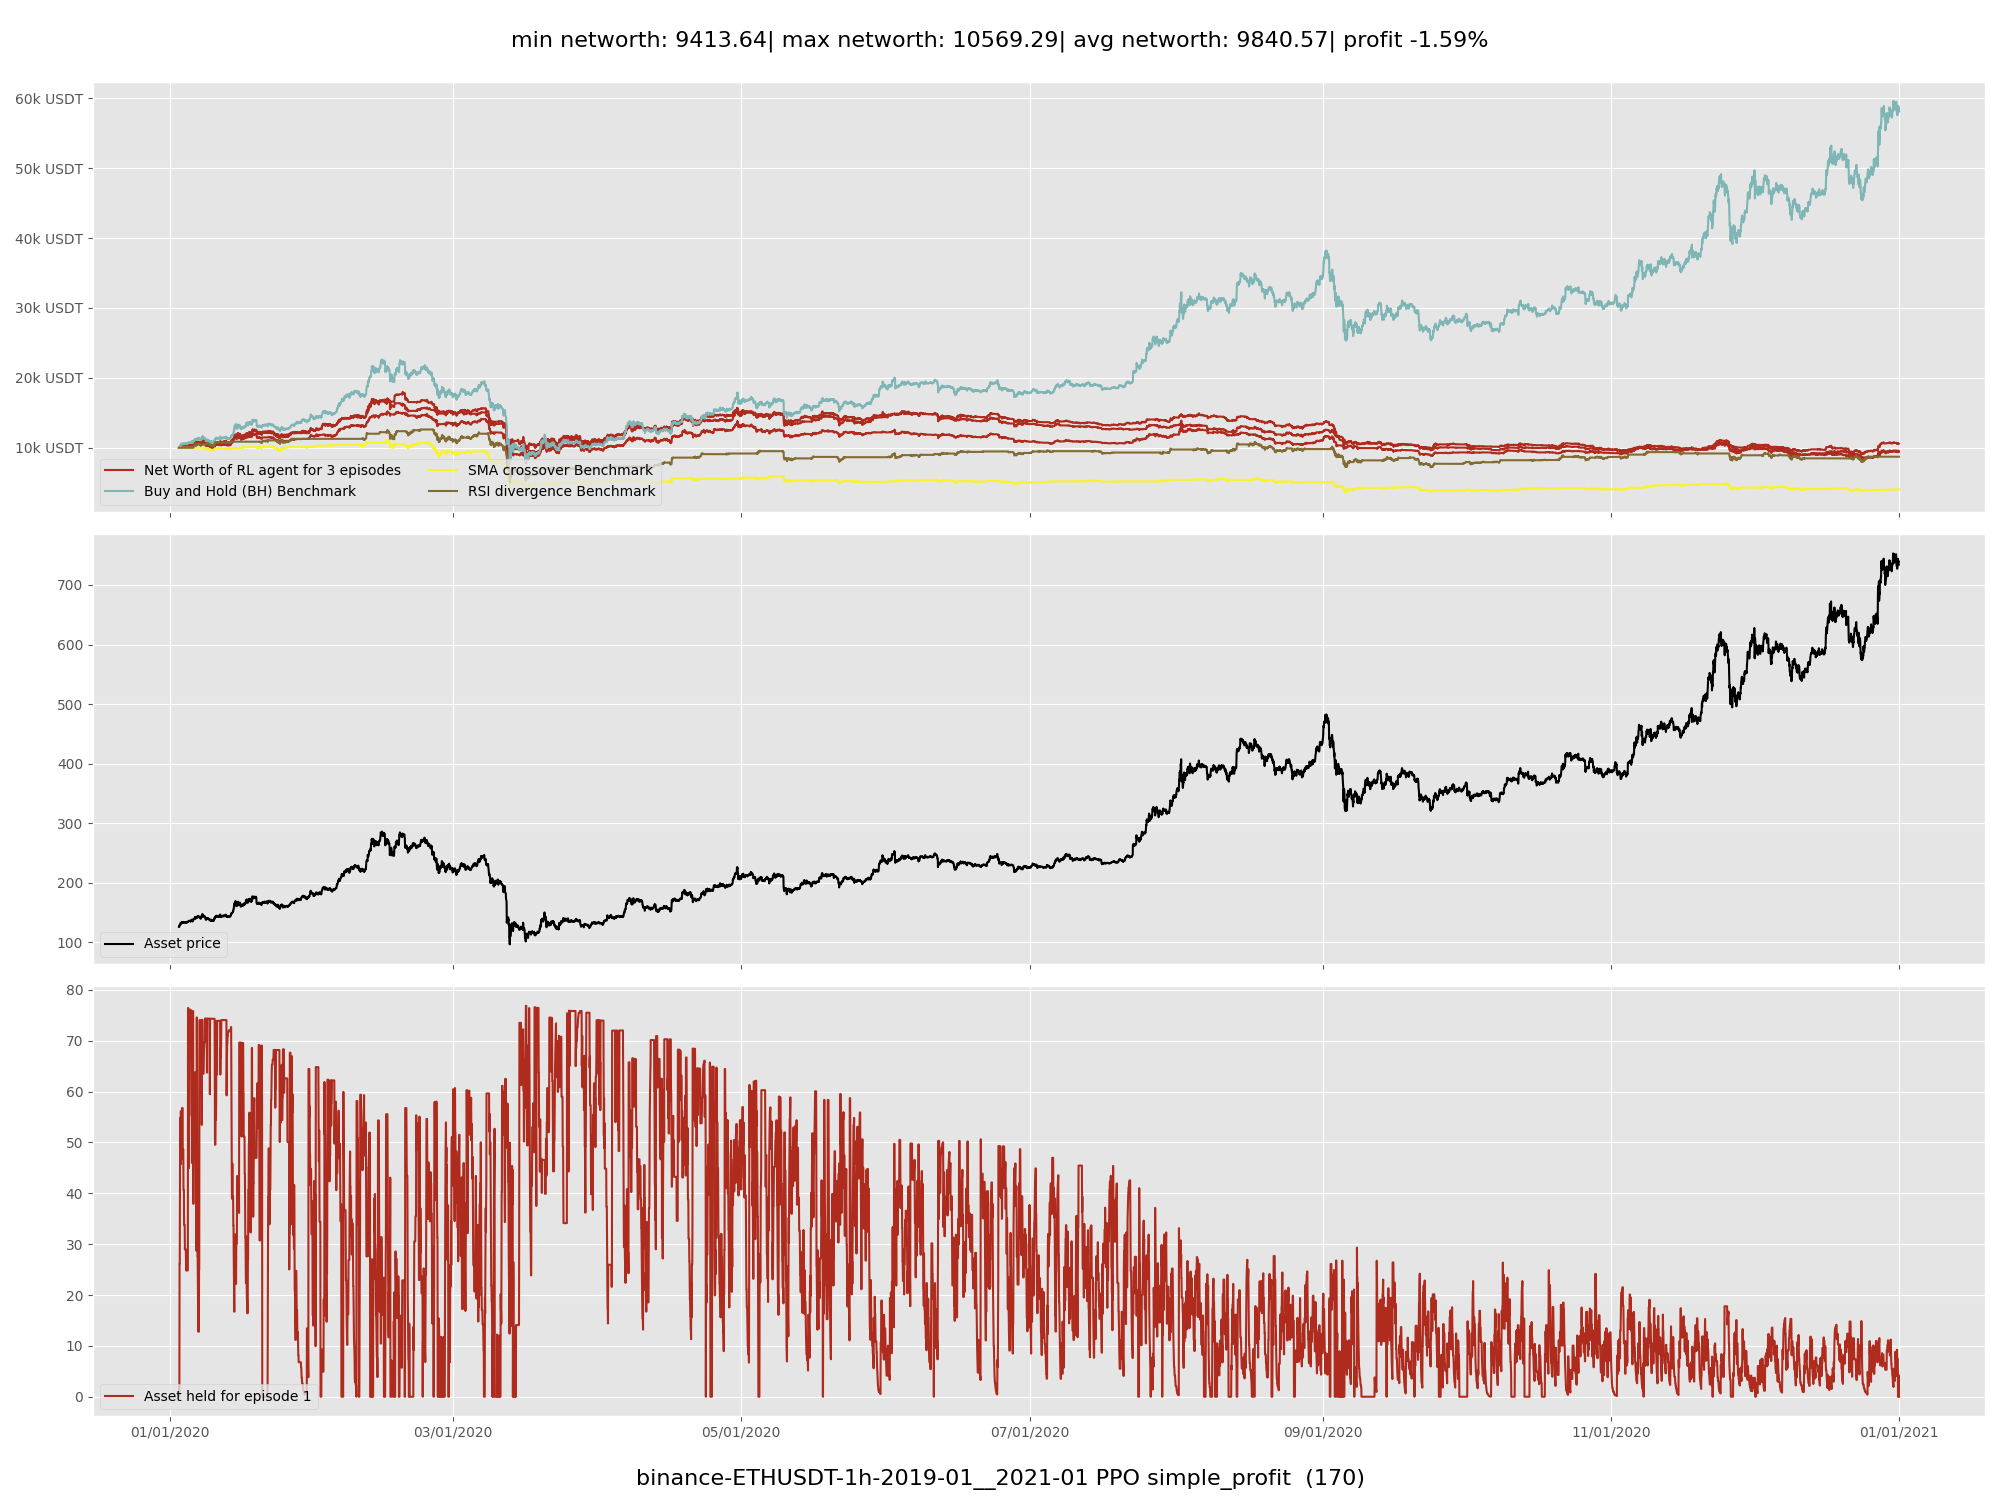 min networth: 9413.64| max networth: 10569.29| avg networth: 9840.57| profit -1.59%
60k USDT
50k USDT
40k USDT
30k USDT
20k USDT
10k USDT
Net Worth of RL agent for 3 episodes
Buy and Hold (BH) Benchmark
SMA crossover Benchmark
RSI divergence Benchmark
700
600
500
400
300
200
100
Asset price
80
70
60
50
40
30
20
10
0
Asset held for episode 1
01/01/2020 03/01/2020 05/01/2020 07/01/2020 09/01/2020 11/01/2020 01/01/2021
binance-ETHUSDT-1h-2019-01__2021-01 PPO simple_profit  (170)